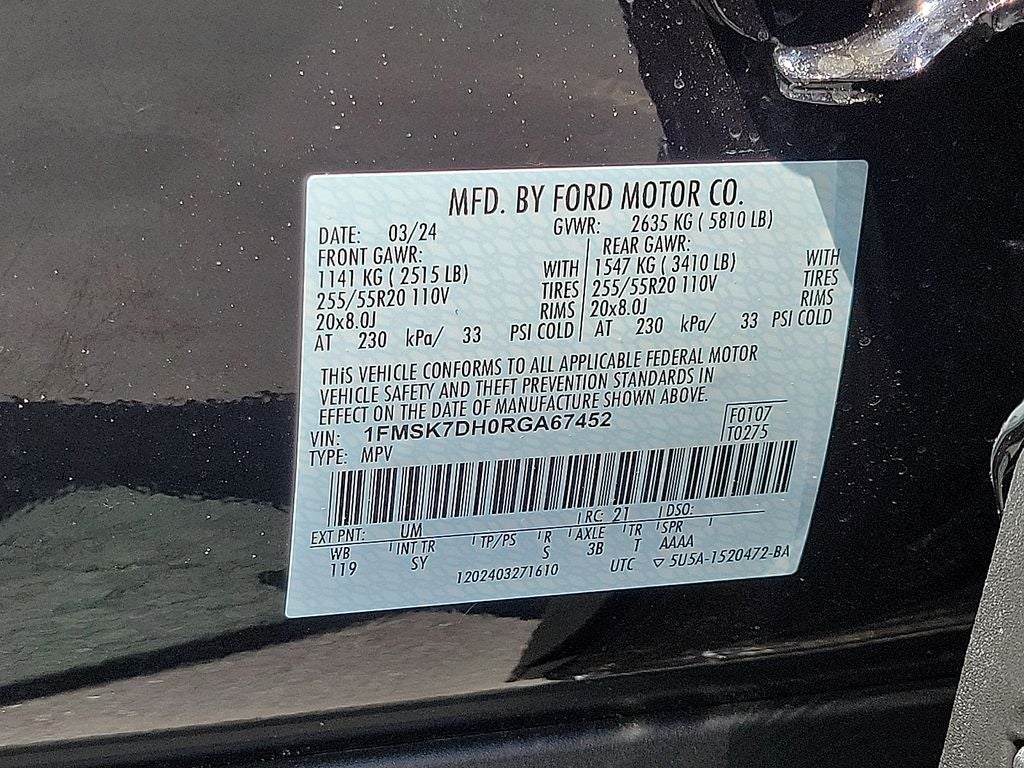 MFD. BY FORD MOTOR CO.
DATE: 03/24 GVWR: 2635 KG ( 5810 LB)
FRONT GAWR: REAR GAWR:
1141 KG ( 2515 LB) WITH 1547 KG ( 3410 LB) WITH
255/55R20 110V TIRES 255/55R20 110V TIRES
20x8.0J RIMS 20x8.0J RIMS
AT 230 kPa/ 33 PSI COLD AT 230 kPa/ 33 PSI COLD
THIS VEHICLE CONFORMS TO ALL APPLICABLE FEDERAL MOTOR
VEHICLE SAFETY AND THEFT PREVENTION STANDARDS IN
EFFECT ON THE DATE OF MANUFACTURE SHOWN ABOVE.
VIN: 1FMSK7DH0RGA67452 F0107
TYPE: MPV T0275
EXT PNT: UM RC: 21 DSO:
WB INT TR TP/PS R AXLE TR SPR
119 SY S 3B T AAAA
1202403271610 UTC ▽ 5U5A-1520472-BA